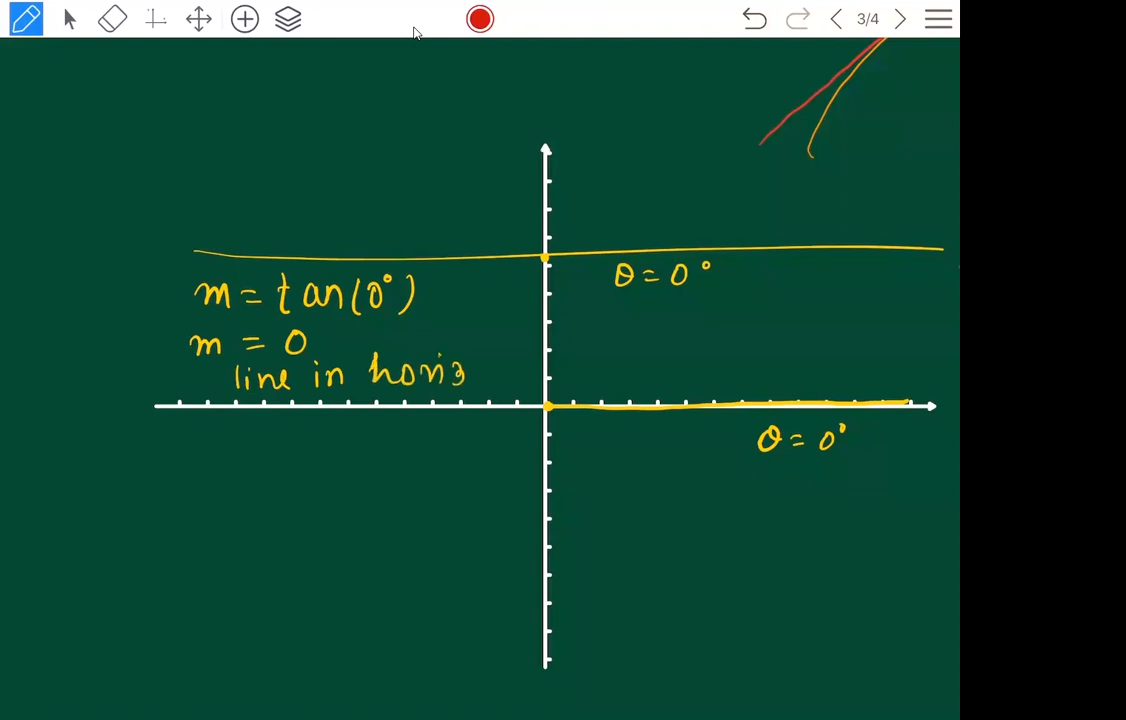 3/4
θ = 0°
m = tan(0°)
m = 0
line in horiz
θ = 0°